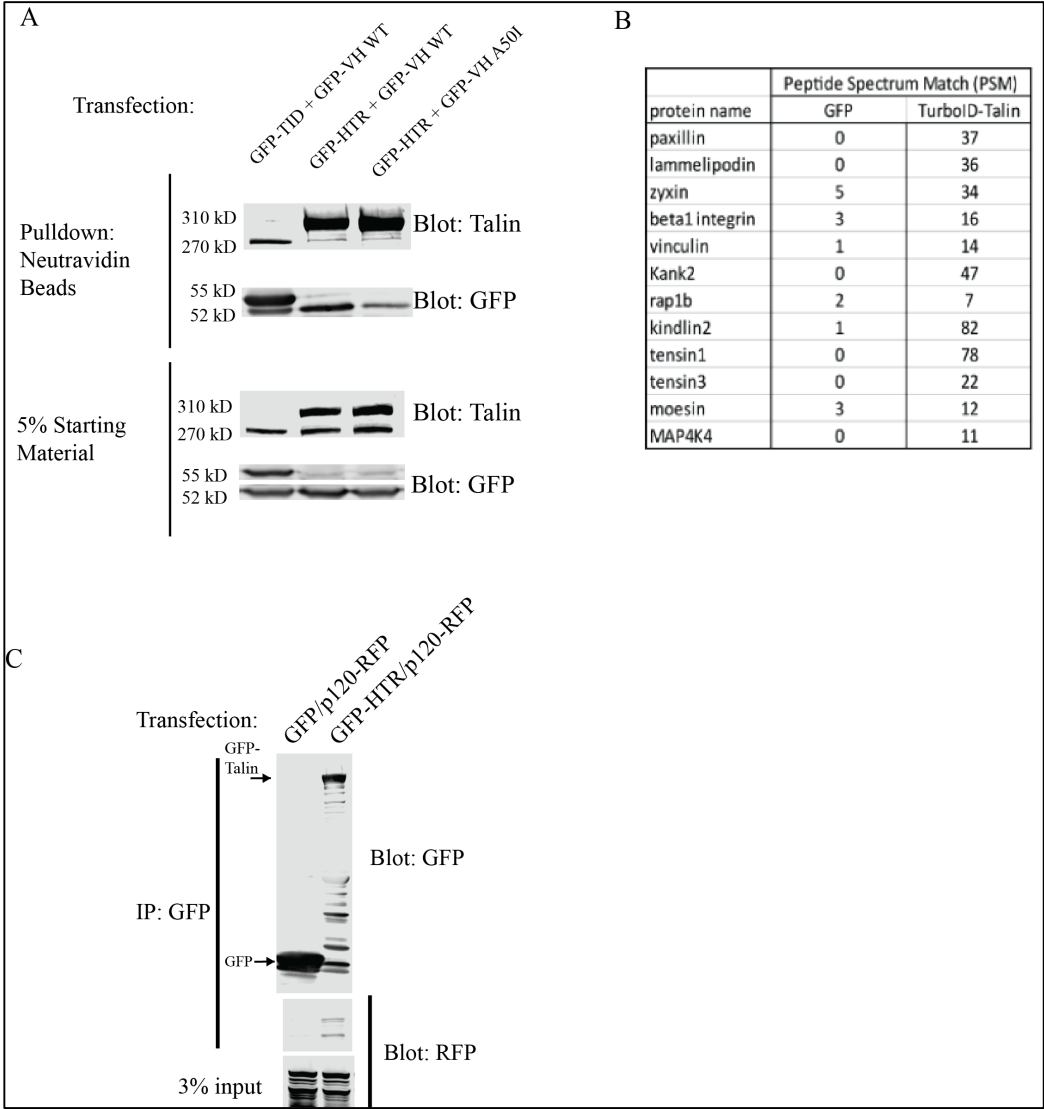 A
Transfection:
GFP-TID + GFP-VH WT
GFP-HTR + GFP-VH WT
GFP-HTR + GFP-VH A50I
Pulldown:
Neutravidin
Beads
310 kD
270 kD
Blot: Talin
55 kD
52 kD
Blot: GFP
5% Starting
Material
310 kD
270 kD
Blot: Talin
55 kD
52 kD
Blot: GFP
B
Peptide Spectrum Match (PSM)
protein name GFP TurboID-Talin
paxillin 0 37
lammelipodin 0 36
zyxin 5 34
beta1 integrin 3 16
vinculin 1 14
Kank2 0 47
rap1b 2 7
kindlin2 1 82
tensin1 0 78
tensin3 0 22
moesin 3 12
MAP4K4 0 11
C
Transfection:
GFP/p120-RFP
GFP-HTR/p120-RFP
GFP-
Talin
Blot: GFP
IP: GFP
GFP
Blot: RFP
3% input